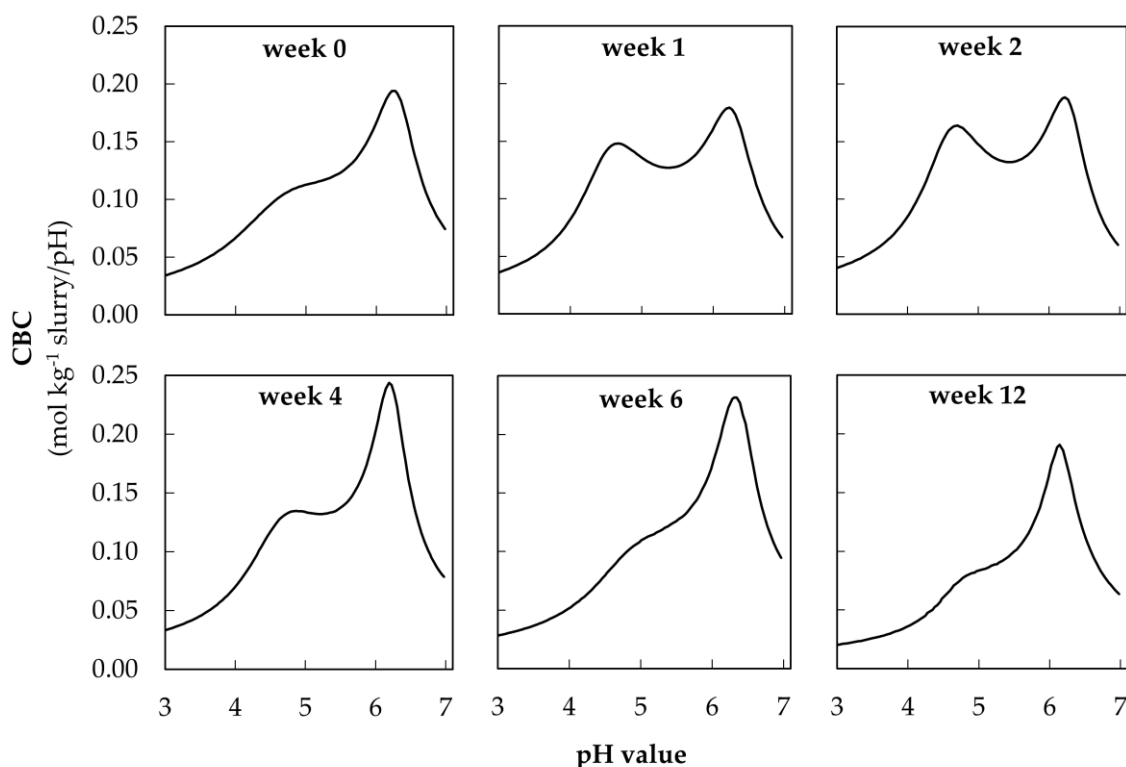 CBC
(mol kg⁻¹ slurry/pH)
0.25
0.20
0.15
0.10
0.05
0.00
week 0
week 1
week 2
0.25
0.20
0.15
0.10
0.05
0.00
week 4
week 6
week 12
3 4 5 6 7 3 4 5 6 7 3 4 5 6 7
pH value